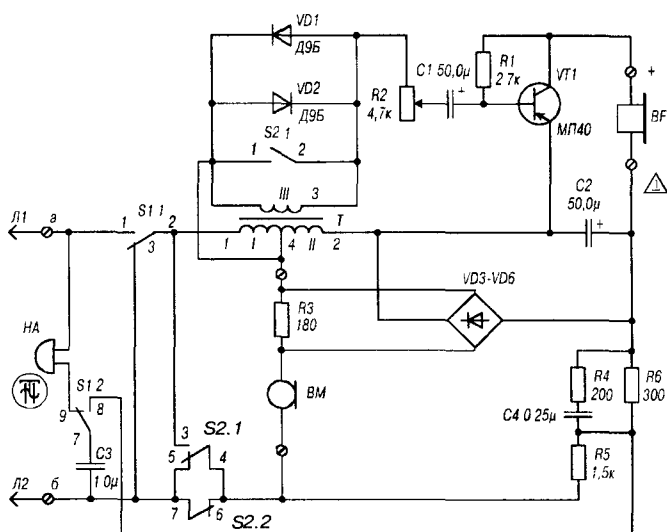 VD1
Д9Б
VD2
Д9Б
S2 1
1 2
III 3
T
1 I 4 II 2
R2
4,7к
C1 50,0µ
+
R1
2 7к
VT1
МП40
+
BF
1
C2
50,0µ
+
Л1 а
1 S1 1 2
3
HA
S1 2
9 8
7
C3
1 0µ
R3
180
VD3-VD6
BM
R4
200
R6
300
C4 0 25µ
R5
1,5к
3 S2.1
5 4
Л2 б
7 6
S2.2